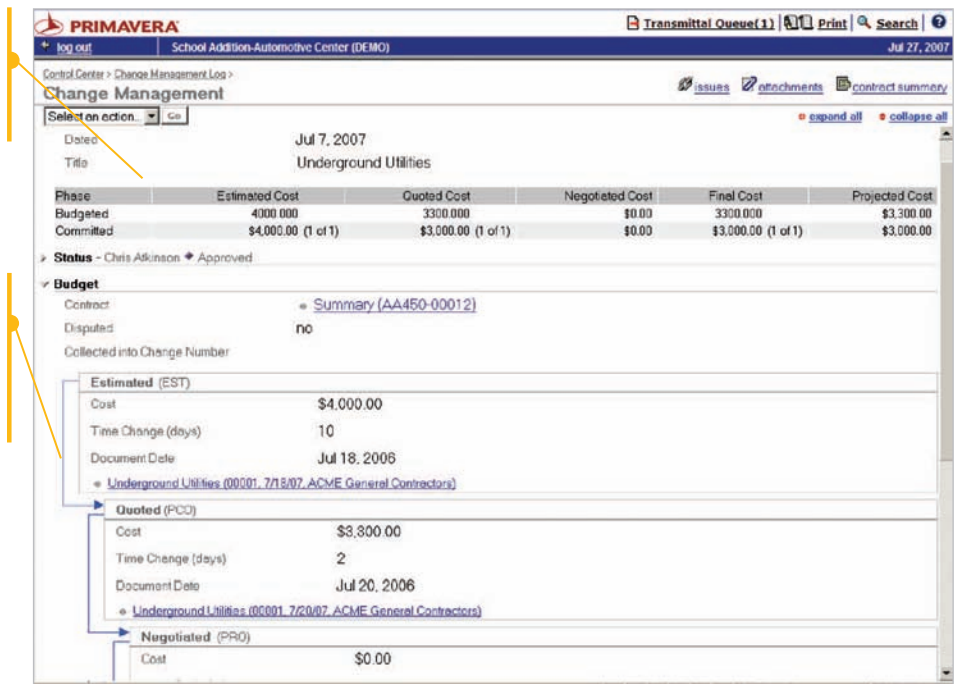 PRIMAVERA
Transmittal Queue(1) Print Search
log out School Addition-Automotive Center (DEMO) Jul 27, 2007
Control Center > Change Management Log >
Change Management
issues attachments contract summary
Select an action.. Go
expand all collapse all
Dated Jul 7, 2007
Title Underground Utilities
Phase Estimated Cost Quoted Cost Negotiated Cost Final Cost Projected Cost
Budgeted 4000.000 3300.000 $0.00 3300.000 $3,300.00
Committed $4,000.00 (1 of 1) $3,000.00 (1 of 1) $0.00 $3,000.00 (1 of 1) $3,000.00
Status - Chris Atkinson Approved
Budget
Contract Summary (AA450-00012)
Disputed no
Collected into Change Number
Estimated (EST)
Cost $4,000.00
Time Change (days) 10
Document Date Jul 18, 2006
Underground Utilities (00001, 7/18/07, ACME General Contractors)
Quoted (PCO)
Cost $3,300.00
Time Change (days) 2
Document Date Jul 20, 2006
Underground Utilities (00001, 7/20/07, ACME General Contractors)
Negotiated (PRO)
Cost $0.00